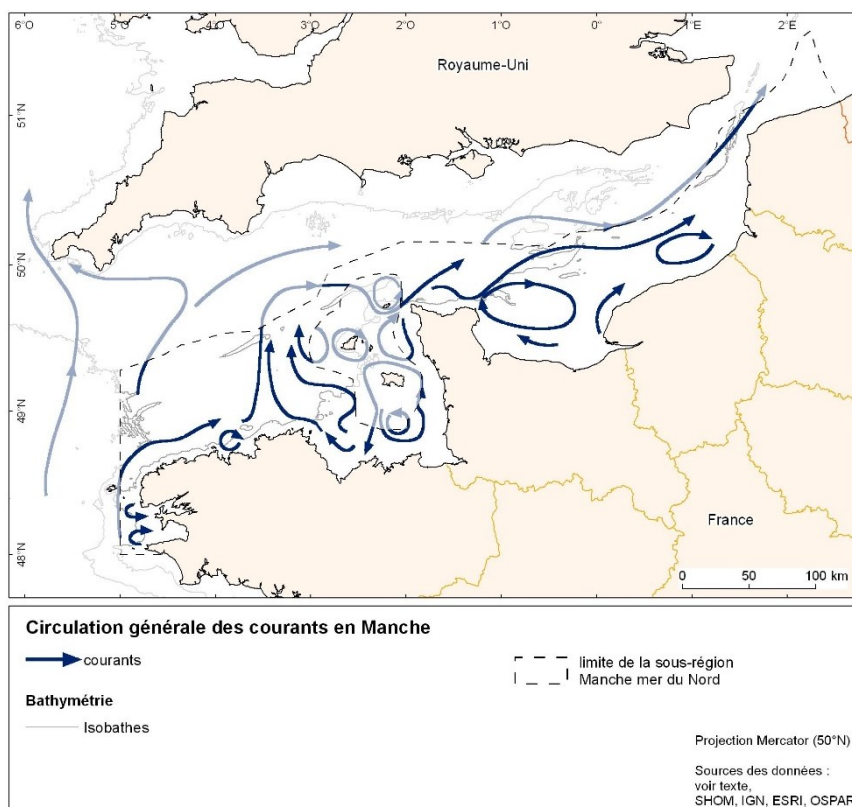 6°O
5°O
4°O
3°O
2°O
1°O
0°
1°E
2°E
Royaume-Uni
51°N
50°N
49°N
48°N
France
0 50 100 km
Circulation générale des courants en Manche
courants
limite de la sous-région
Manche mer du Nord
Bathymétrie
Isobathes
Projection Mercator (50°N)
Sources des données :
voir texte,
SHOM, IGN, ESRI, OSPAR